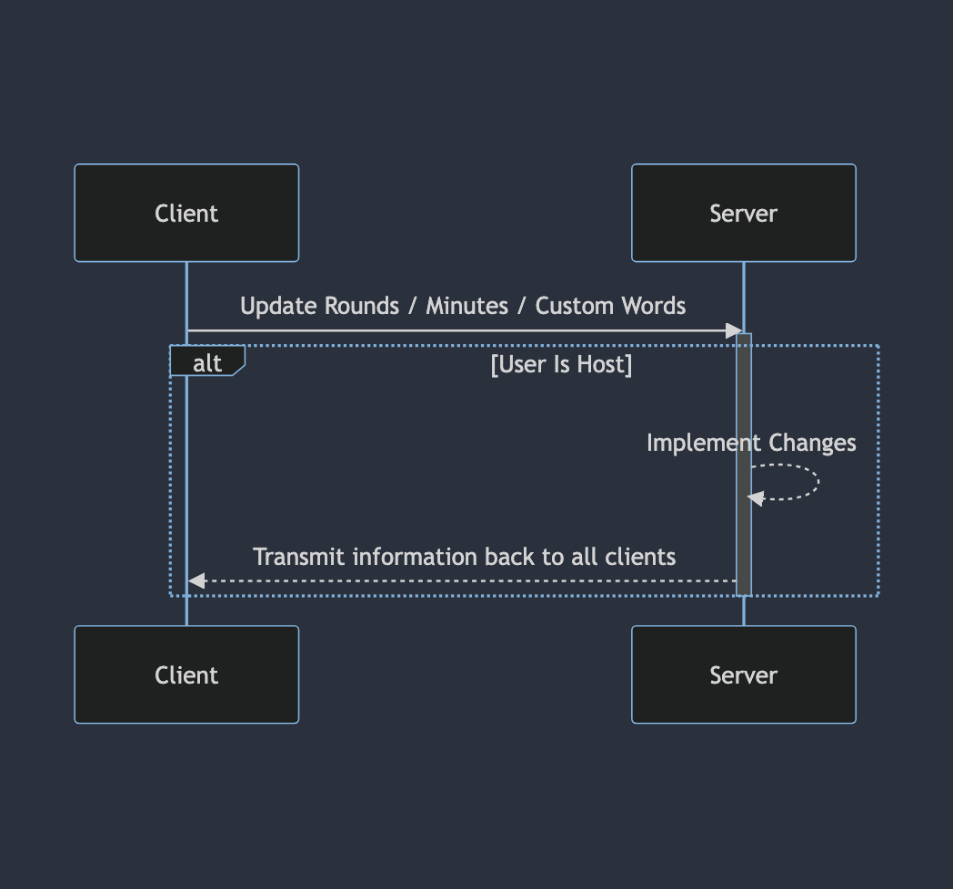 Client
Server
Update Rounds / Minutes / Custom Words
alt
[User Is Host]
Implement Changes
Transmit information back to all clients
Client
Server